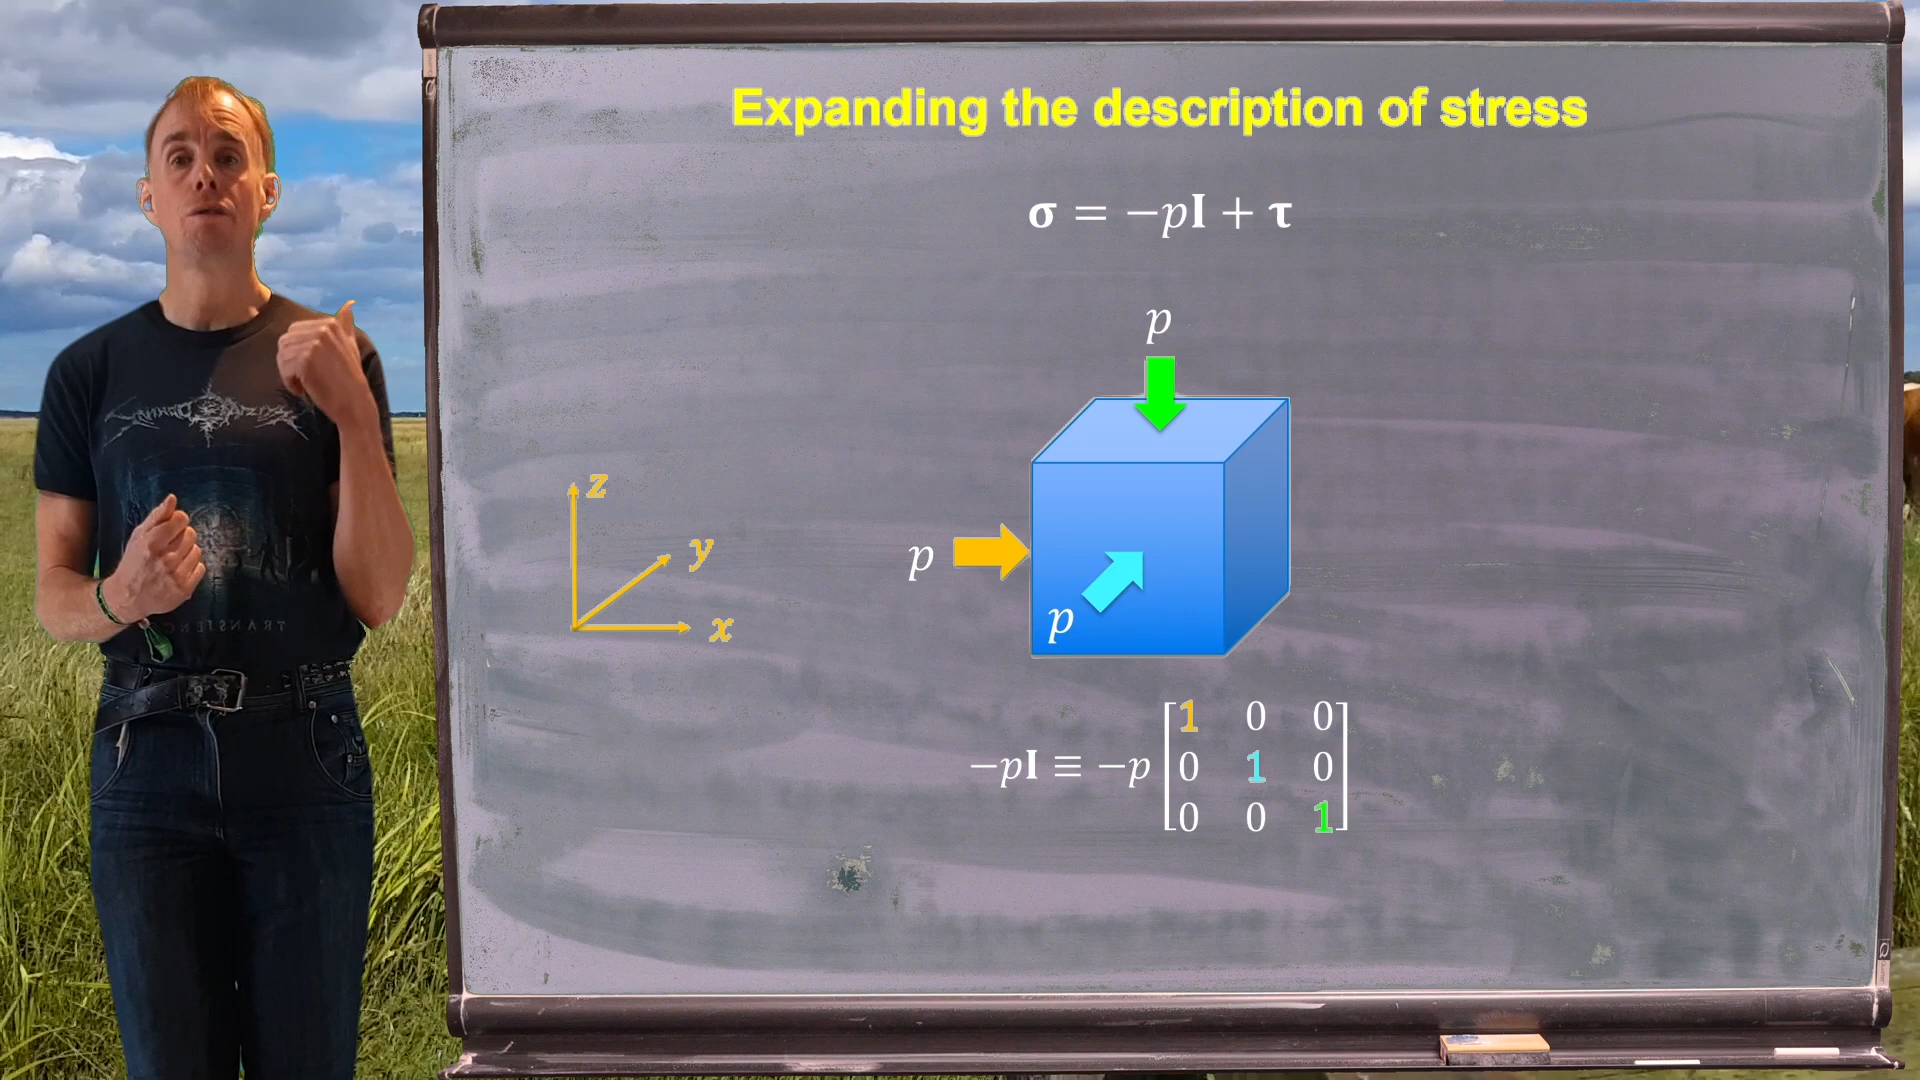 Expanding the description of stress
𝛔 = −𝑝𝐈 + 𝛕
𝑝
z
y
x
𝑝
𝑝
−𝑝𝐈 ≡ −𝑝 [1 0 0
0 1 0
0 0 1]